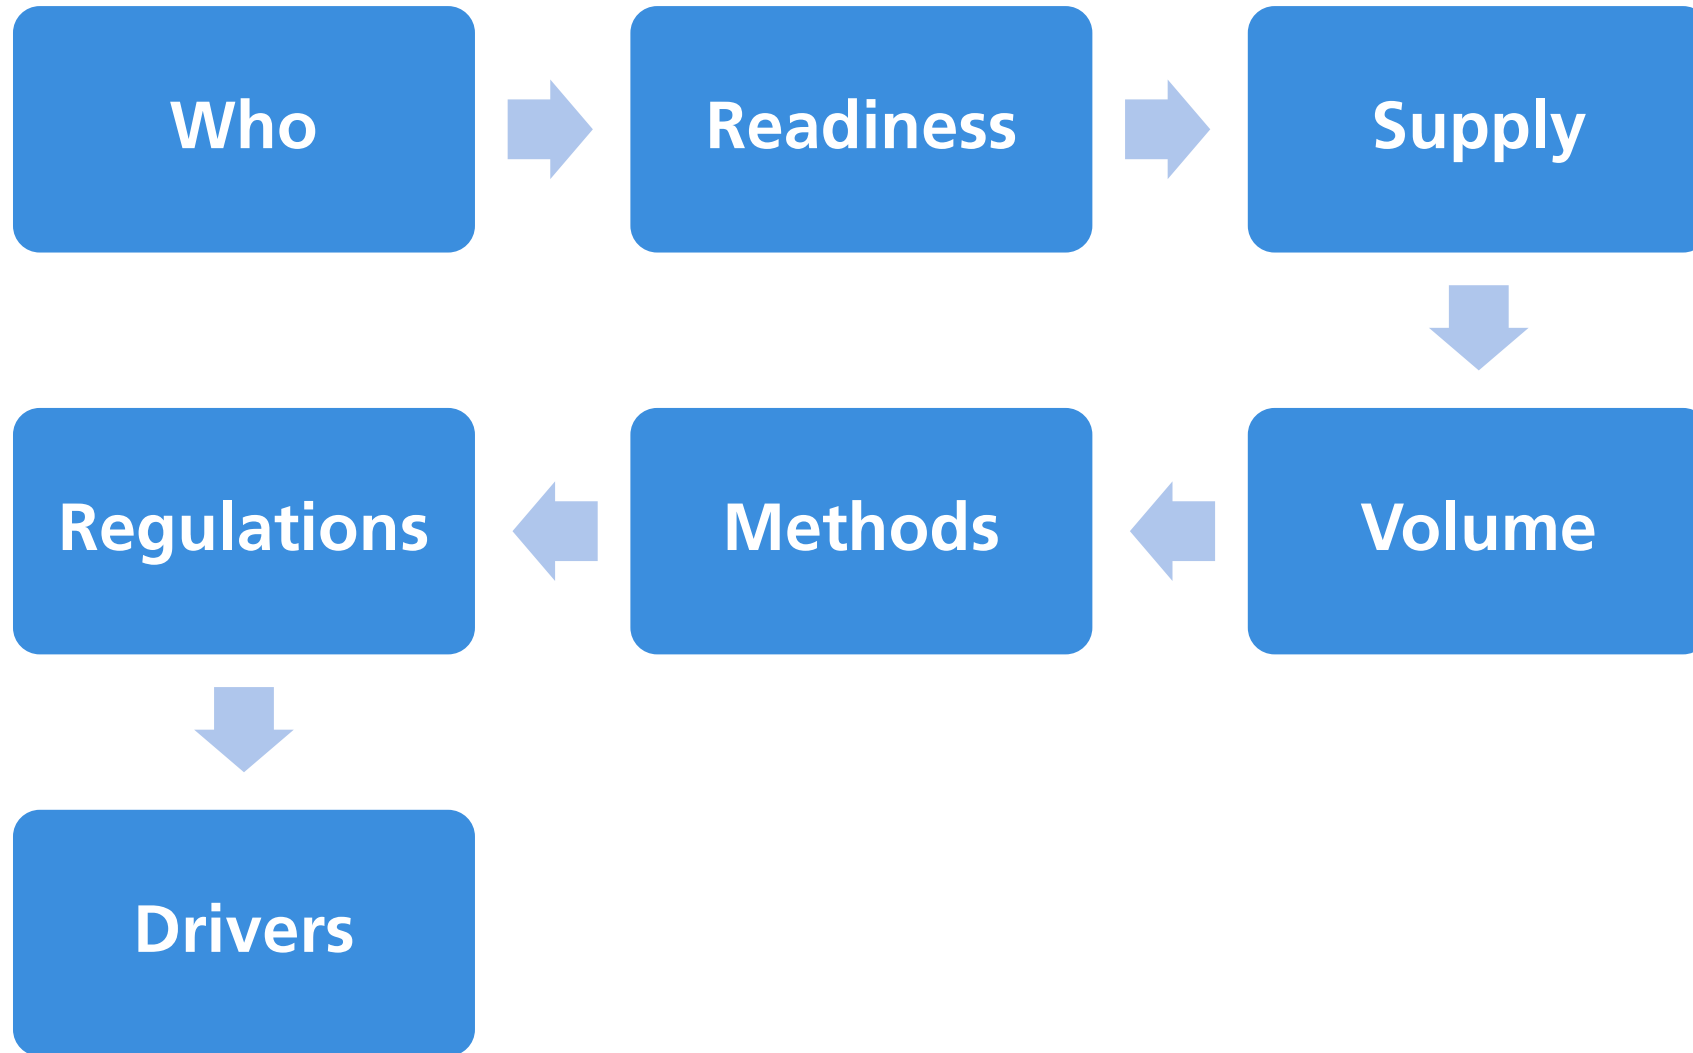 Who
Readiness
Supply
Volume
Methods
Regulations
Drivers